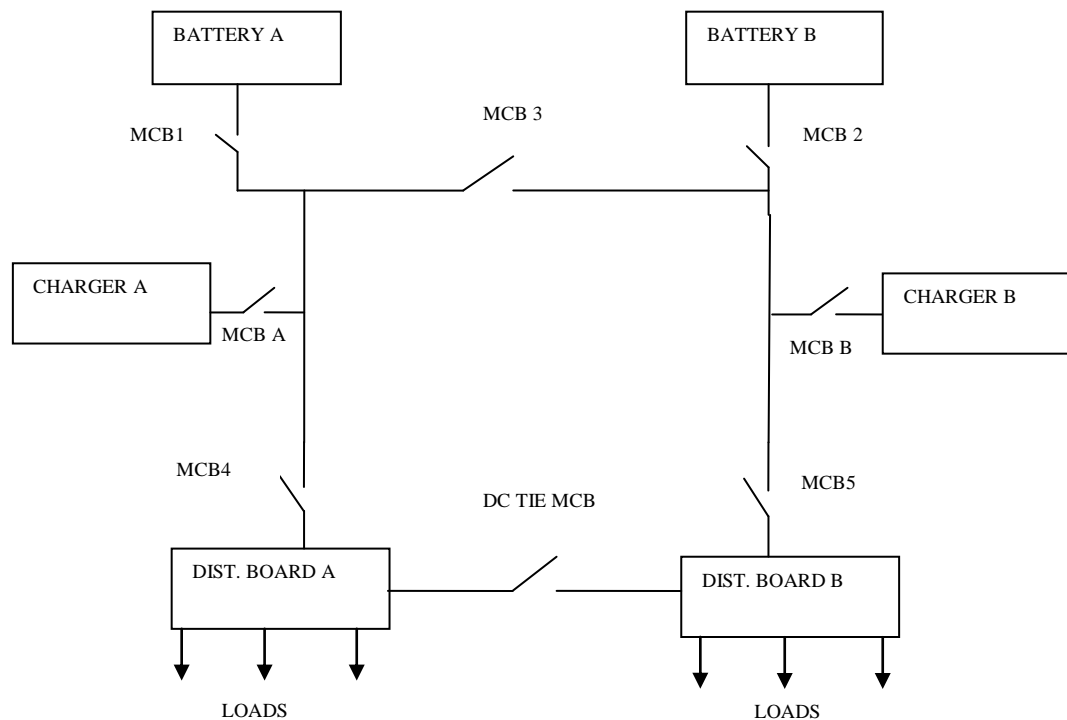 BATTERY A
BATTERY B
MCB 3
MCB1
MCB 2
CHARGER A
CHARGER B
MCB A
MCB B
MCB4
MCB5
DC TIE MCB
DIST. BOARD A
DIST. BOARD B
LOADS
LOADS